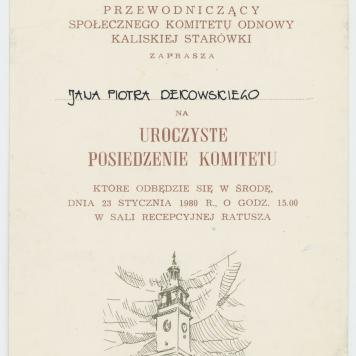 PRZEWODNICZĄCY
SPOŁECZNEGO KOMITETU ODNOWY
KALISKIEJ STARÓWKI
ZAPRASZA
JANA PIOTRA DEKOWSKIEGO
NA
UROCZYSTE
POSIEDZENIE KOMITETU
KTÓRE ODBĘDZIE SIĘ W ŚRODĘ,
DNIA 23 STYCZNIA 1980 R., O GODZ. 15.00
W SALI RECEPCYJNEJ RATUSZA